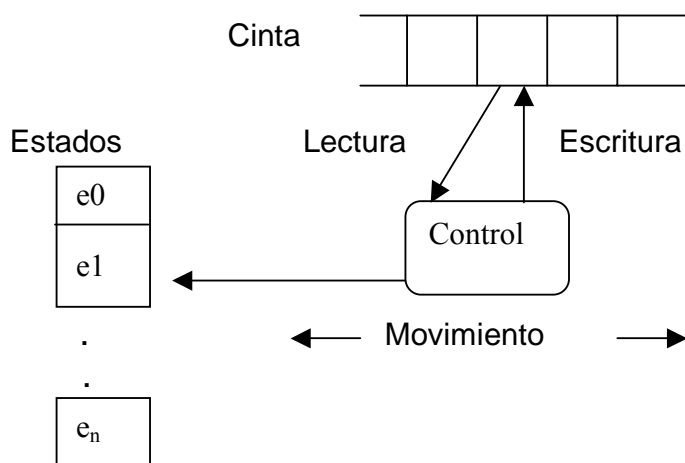 Cinta
Estados
Lectura
Escritura
e0
Control
e1
.
Movimiento
.
en